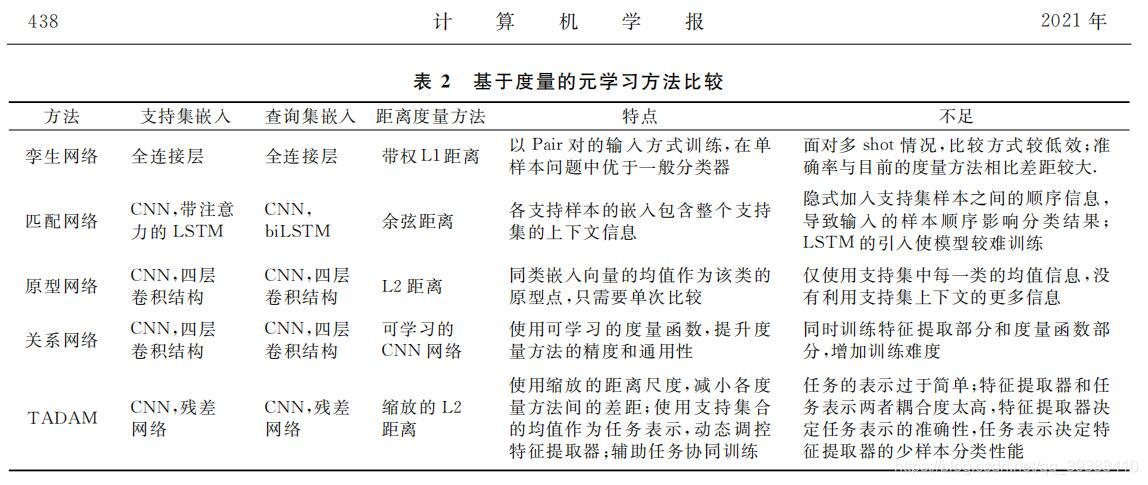 438
计 算 机 学 报
2021 年
表 2 基于度量的元学习方法比较
方法 支持集嵌入 查询集嵌入 距离度量方法 特点 不足
孪生网络
全连接层
全连接层
带权 L1 距离
以 Pair 对的输入方式训练,在单
样本问题中优于一般分类器
面对多 shot 情况,比较方式较低效;准
确率与目前的度量方法相比差距较大.
匹配网络
CNN,带注意
力的 LSTM
CNN,
biLSTM
余弦距离
各支持样本的嵌入包含整个支持
集的上下文信息
隐式加入支持集样本之间的顺序信息,
导致输入的样本顺序影响分类结果;
LSTM 的引入使模型较难训练
原型网络
CNN,四层
卷积结构
CNN,四层
卷积结构
L2 距离
同类嵌入向量的均值作为该类的
原型点,只需要单次比较
仅使用支持集中每一类的均值信息,没
有利用支持集上下文的更多信息
关系网络
CNN,四层
卷积结构
CNN,四层
卷积结构
可学习的
CNN 网络
使用可学习的度量函数,提升度
量方法的精度和通用性
同时训练特征提取部分和度量函数部
分,增加训练难度
TADAM
CNN,残差
网络
CNN,残差
网络
缩放的 L2
距离
使用缩放的距离尺度,减小各度
量方法间的差距;使用支持集合
的均值作为任务表示,动态调控
特征提取器;辅助任务协同训练
任务的表示过于简单;特征提取器和任
务表示两者耦合度太高,特征提取器决
定任务表示的准确性,任务表示决定特
征提取器的少样本分类性能
https://blog.csdn.net/qq_39388410